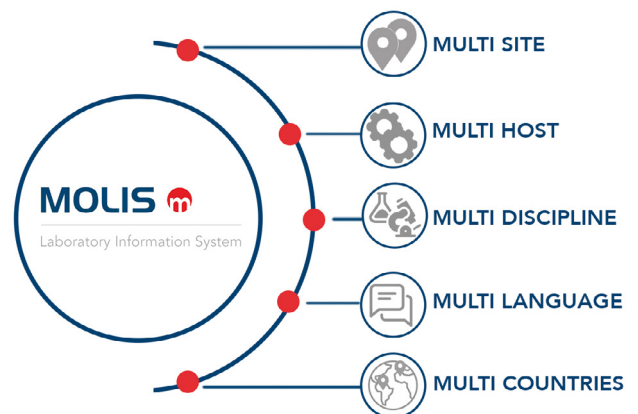 MULTI SITE
MULTI HOST
MOLIS m
Laboratory Information System
MULTI DISCIPLINE
MULTI LANGUAGE
MULTI COUNTRIES